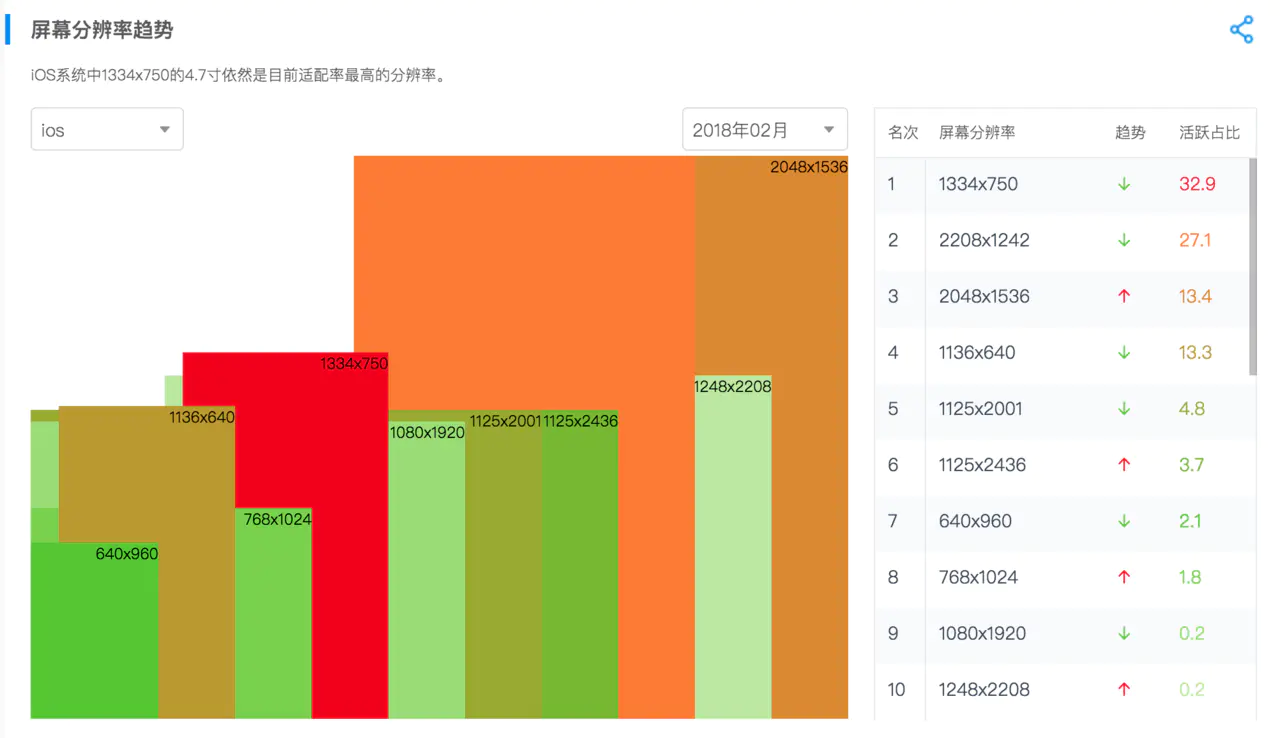 屏幕分辨率趋势
iOS系统中1334x750的4.7寸依然是目前适配率最高的分辨率。
ios
2018年02月
2048x1536
1334x750
1248x2208
1136x640
1125x2001
1125x2436
1080x1920
768x1024
640x960
名次 屏幕分辨率 趋势 活跃占比
1 1334x750 ↓ 32.9
2 2208x1242 ↓ 27.1
3 2048x1536 ↑ 13.4
4 1136x640 ↓ 13.3
5 1125x2001 ↓ 4.8
6 1125x2436 ↑ 3.7
7 640x960 ↓ 2.1
8 768x1024 ↑ 1.8
9 1080x1920 ↓ 0.2
10 1248x2208 ↑ 0.2